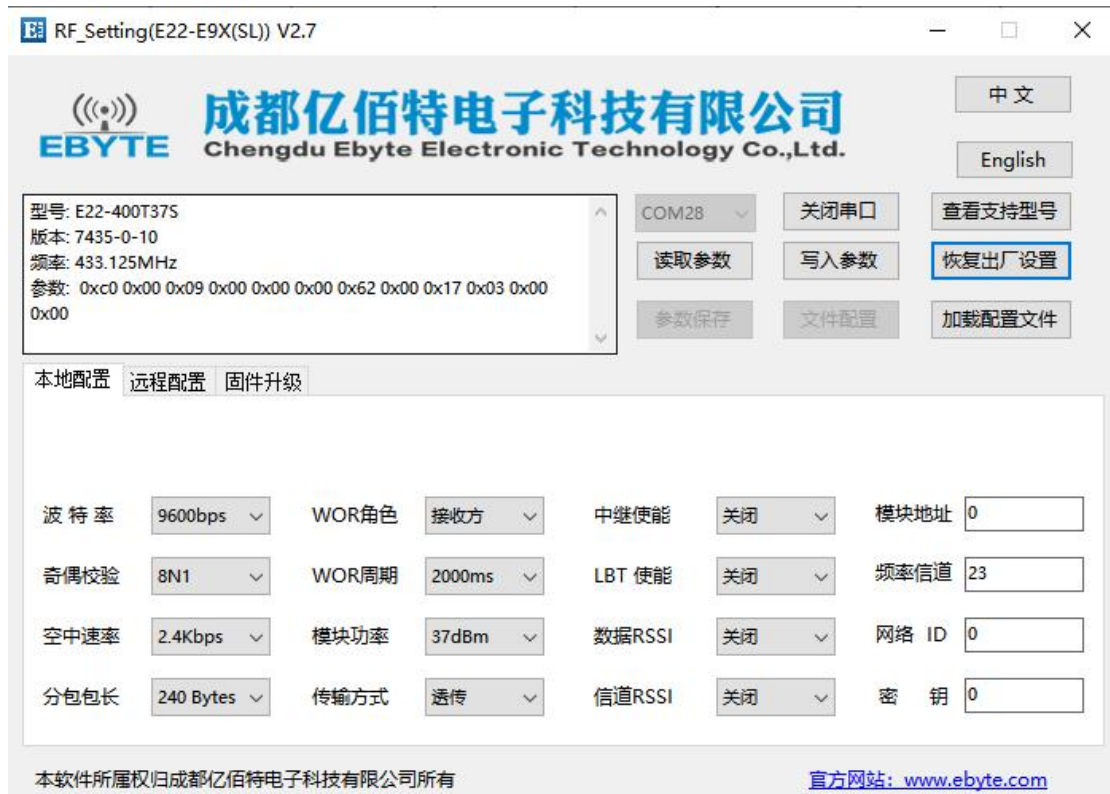 RF_Setting(E22-E9X(SL)) V2.7
EBYTE
成都亿佰特电子科技有限公司
Chengdu Ebyte Electronic Technology Co.,Ltd.
中 文
English
型号: E22-400T37S
版本: 7435-0-10
频率: 433.125MHz
参数: 0xc0 0x00 0x09 0x00 0x00 0x00 0x62 0x00 0x17 0x03 0x00
0x00
COM28 关闭串口 查看支持型号
读取参数 写入参数 恢复出厂设置
参数保存 文件配置 加载配置文件
本地配置 远程配置 固件升级
波 特 率 9600bps WOR角色 接收方 中继使能 关闭 模块地址 0
奇偶校验 8N1 WOR周期 2000ms LBT 使能 关闭 频率信道 23
空中速率 2.4Kbps 模块功率 37dBm 数据RSSI 关闭 网络 ID 0
分包包长 240 Bytes 传输方式 透传 信道RSSI 关闭 密 钥 0
本软件所属权归成都亿佰特电子科技有限公司所有 官方网站: www.ebyte.com